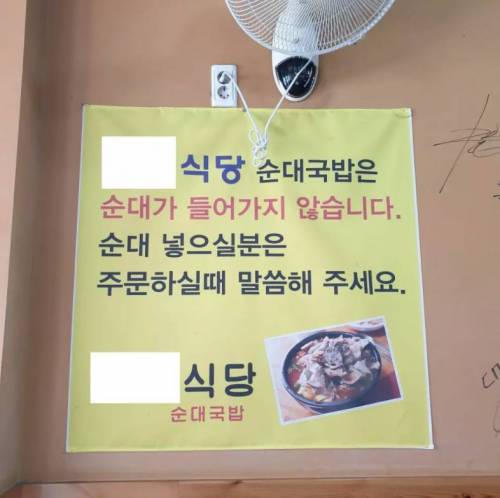 식당 순대국밥은
순대가 들어가지 않습니다.
순대 넣으실분은
주문하실때 말씀해 주세요.
식당
순대국밥